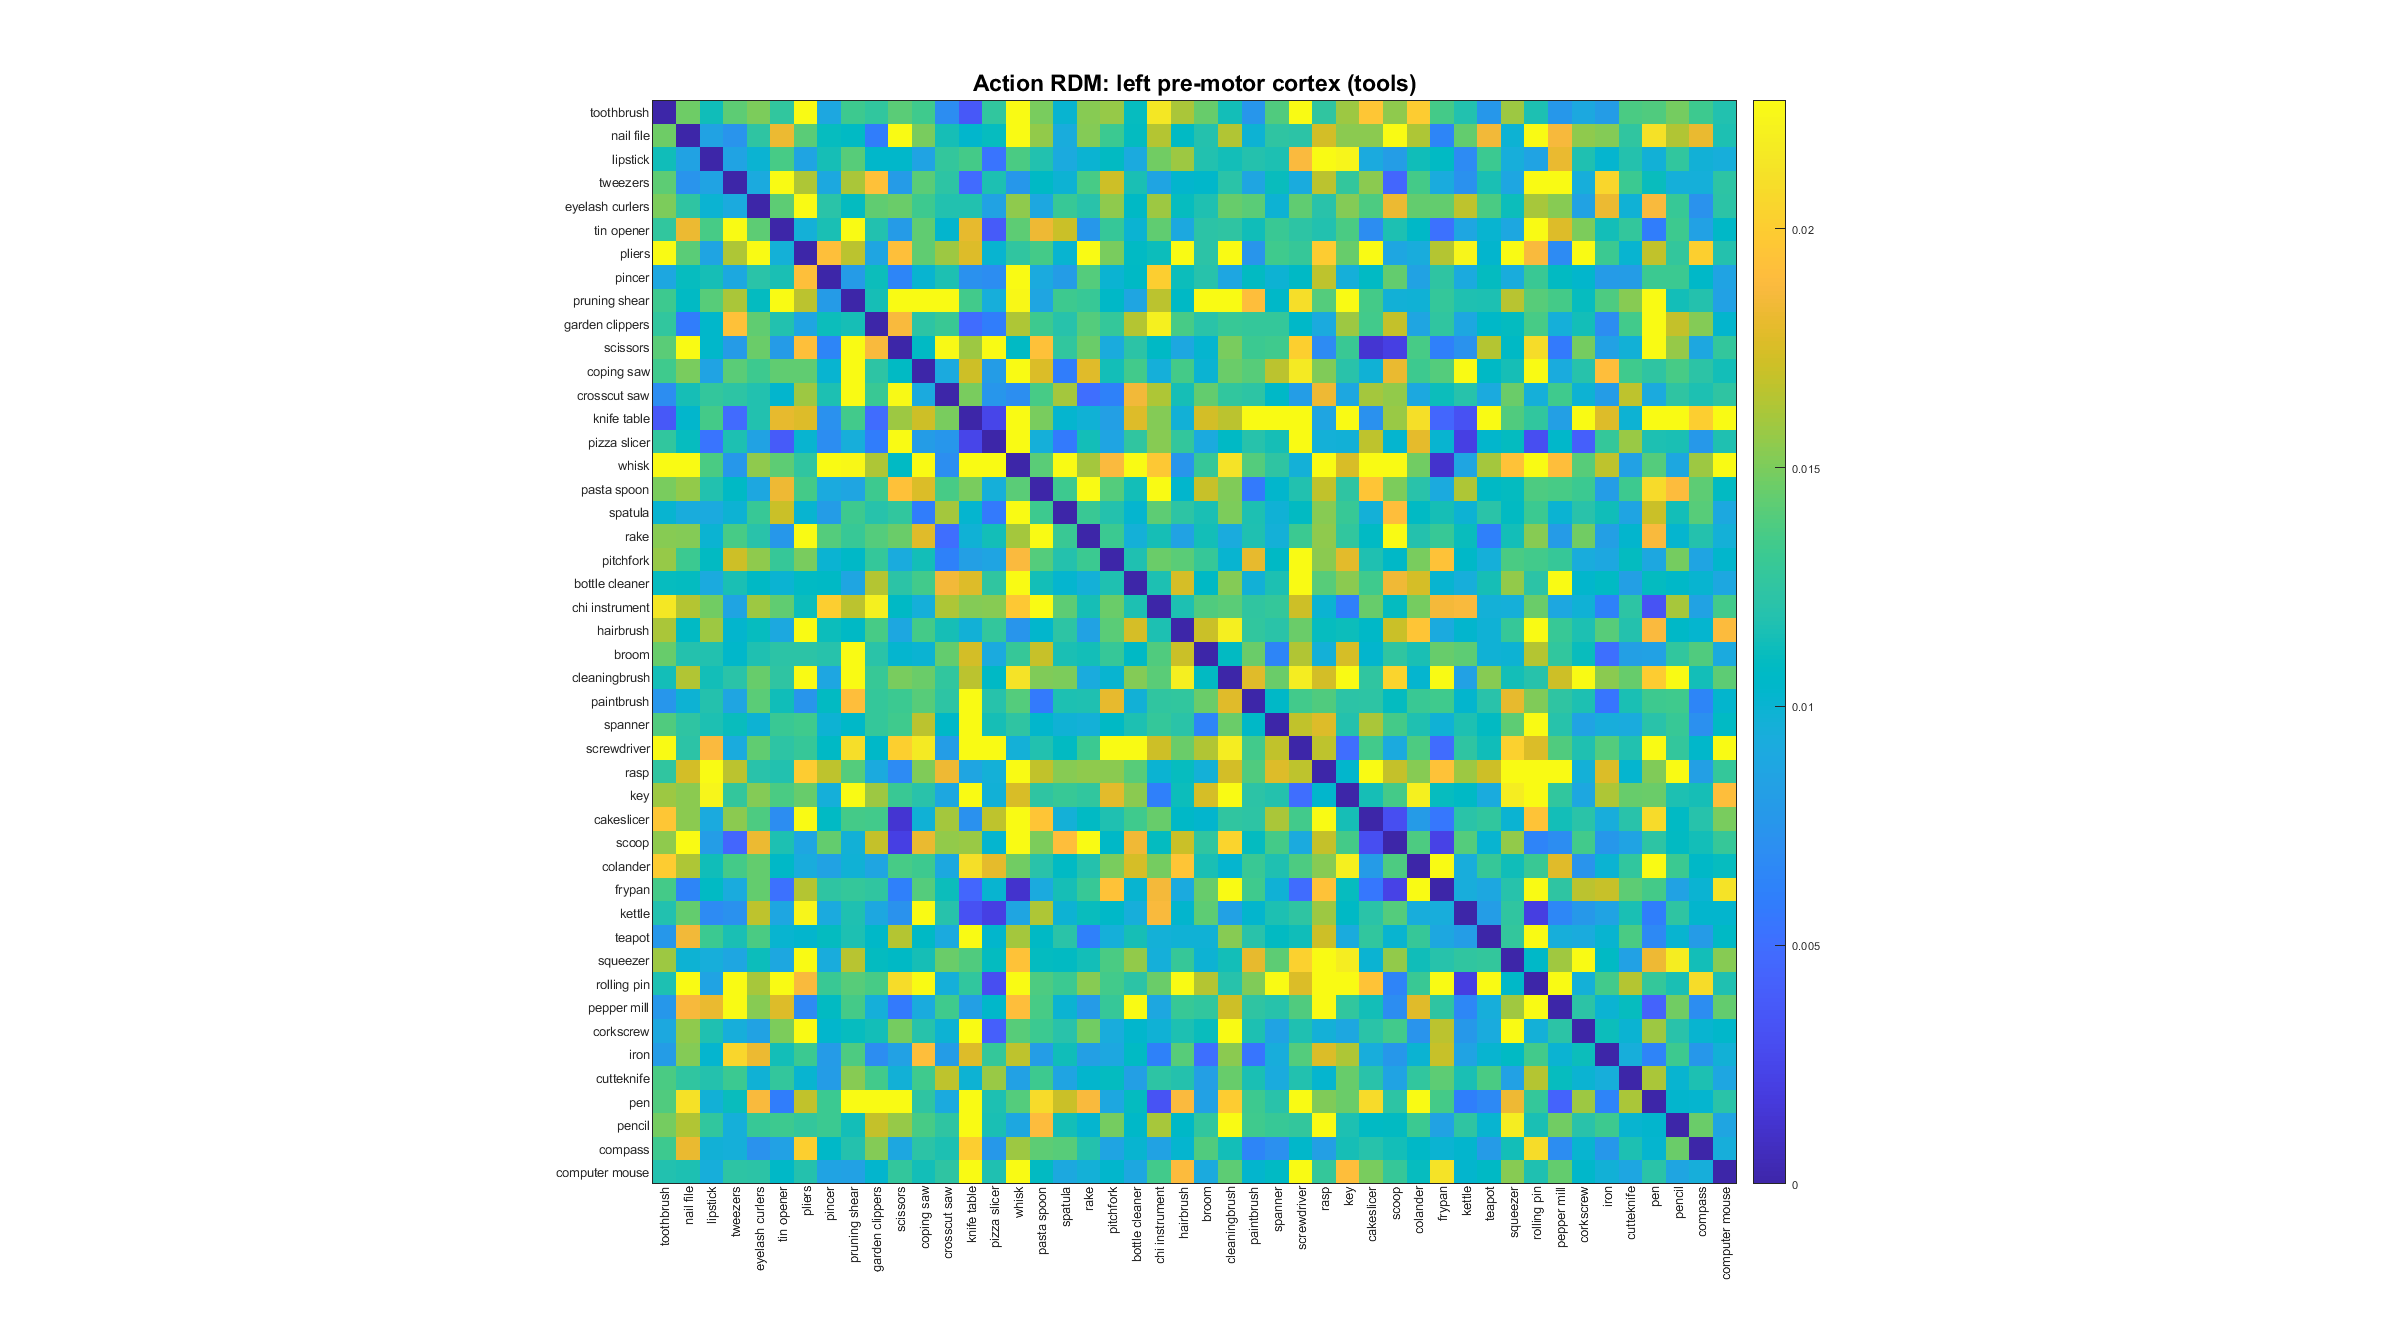 Action RDM: left pre-motor cortex (tools)
toothbrush
nail file
lipstick
tweezers
eyelash curlers
tin opener
pliers
pincer
pruning shear
garden clippers
scissors
coping saw
crosscut saw
knife table
pizza slicer
whisk
pasta spoon
spatula
rake
pitchfork
bottle cleaner
chi instrument
hairbrush
broom
cleaningbrush
paintbrush
spanner
screwdriver
rasp
key
cakeslicer
scoop
colander
frypan
kettle
teapot
squeezer
rolling pin
pepper mill
corkscrew
iron
cutteknife
pen
pencil
compass
computer mouse
0.02
0.015
0.01
0.005
0
toothbrush
nail file
lipstick
tweezers
eyelash curlers
tin opener
pliers
pincer
pruning shear
garden clippers
scissors
coping saw
crosscut saw
knife table
pizza slicer
whisk
pasta spoon
spatula
rake
pitchfork
bottle cleaner
chi instrument
hairbrush
broom
cleaningbrush
paintbrush
spanner
screwdriver
rasp
key
cakeslicer
scoop
colander
frypan
kettle
teapot
squeezer
rolling pin
pepper mill
corkscrew
iron
cutteknife
pen
pencil
compass
computer mouse